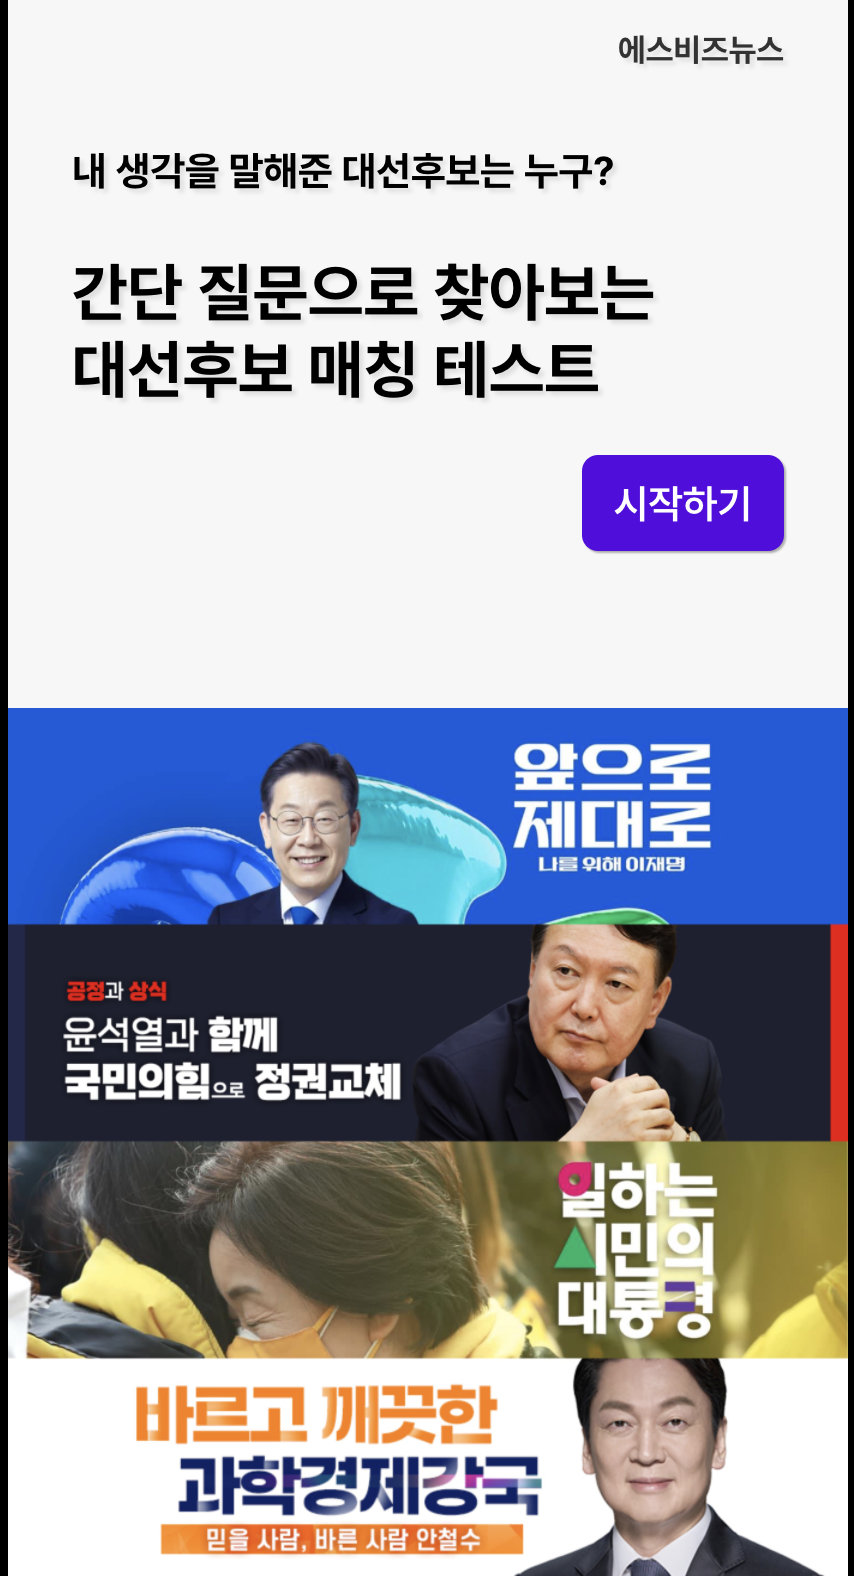 에스비즈뉴스
내 생각을 말해준 대선후보는 누구?
간단 질문으로 찾아보는
대선후보 매칭 테스트
시작하기
앞으로
제대로
나를 위해 이재명
공정과 상식
윤석열과 함께
국민의힘으로 정권교체
일하는
시민의
대통령
바르고 깨끗한
과학경제강국
믿을 사람, 바른 사람 안철수